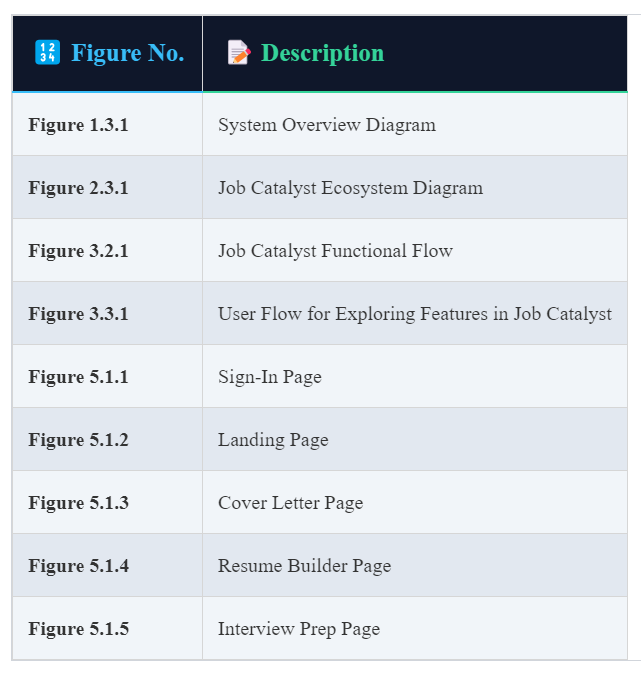 🔢 Figure No. 📝 Description
Figure 1.3.1 System Overview Diagram
Figure 2.3.1 Job Catalyst Ecosystem Diagram
Figure 3.2.1 Job Catalyst Functional Flow
Figure 3.3.1 User Flow for Exploring Features in Job Catalyst
Figure 5.1.1 Sign-In Page
Figure 5.1.2 Landing Page
Figure 5.1.3 Cover Letter Page
Figure 5.1.4 Resume Builder Page
Figure 5.1.5 Interview Prep Page